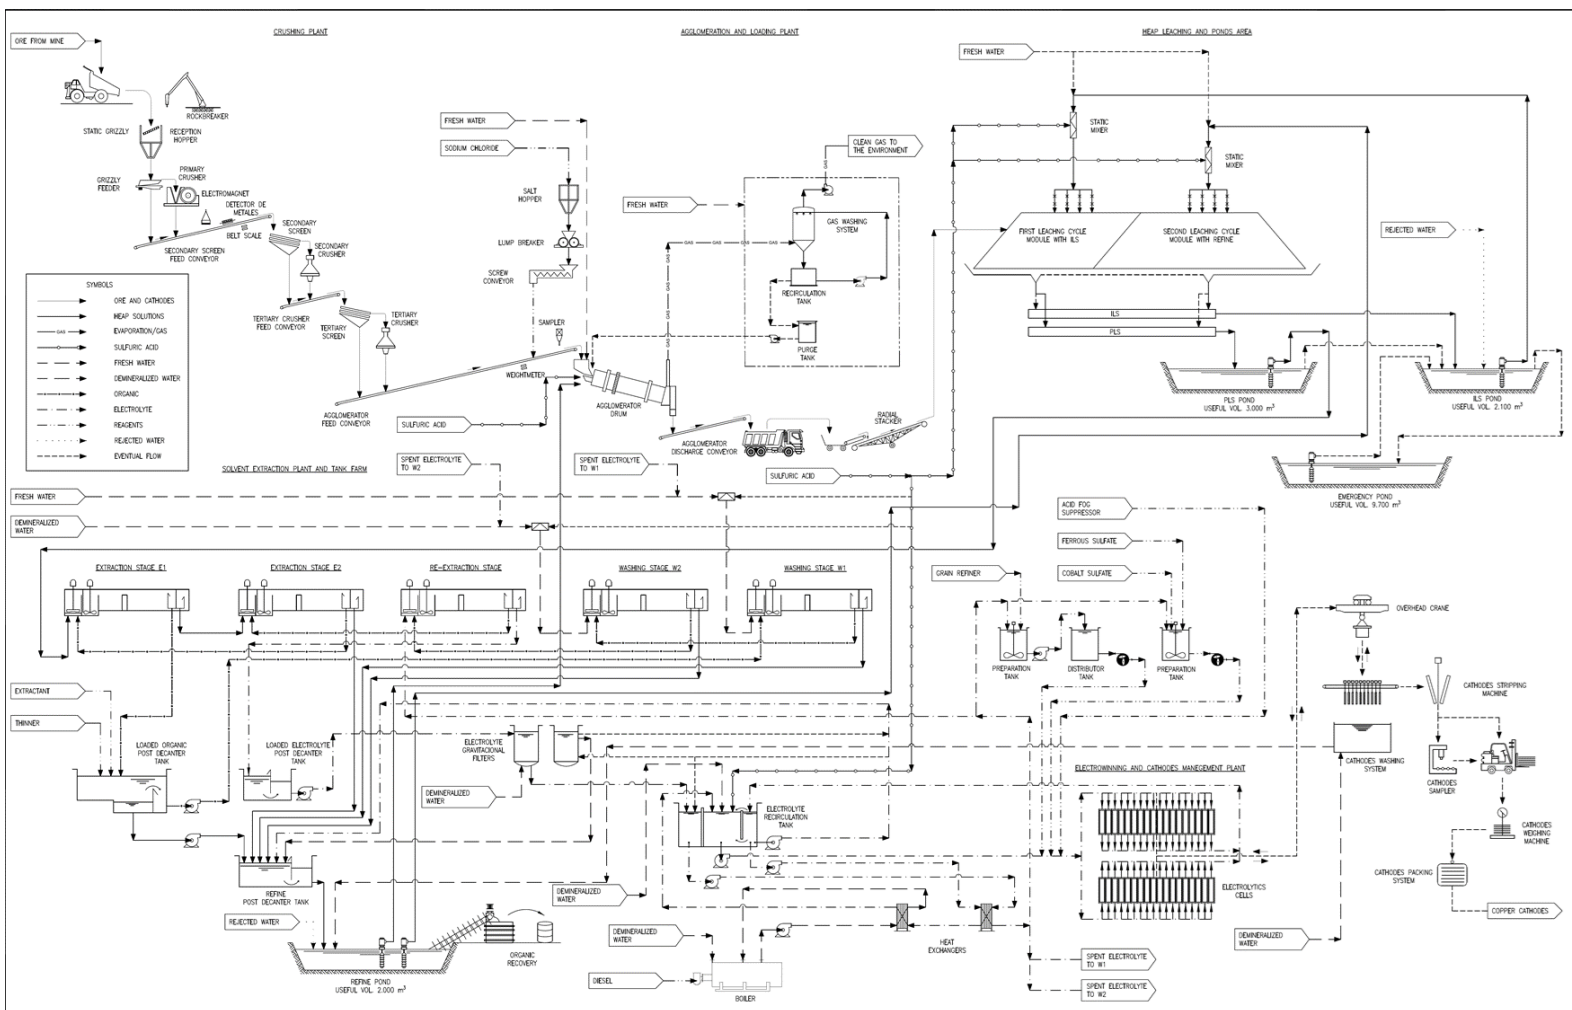 CRUSHING PLANT
AGGLOMERATION AND LOADING PLANT
HEAP LEACHING AND PONDS AREA
ORE FROM MINE
ROCKBREAKER
STATIC GRIZZLY
RECEPTION
HOPPER
GRIZZLY
FEEDER
PRIMARY
CRUSHER
ELECTROMAGNET
DETECTOR DE
METALES
BELT SCALE
SECONDARY SCREEN
FEED CONVEYOR
SECONDARY
SCREEN
SECONDARY
CRUSHER
TERTIARY CRUSHER
FEED CONVEYOR
TERTIARY
SCREEN
TERTIARY
CRUSHER
AGGLOMERATOR
FEED CONVEYOR
FRESH WATER
SODIUM CHLORIDE
SALT
HOPPER
LUMP BREAKER
SCREW
CONVEYOR
SAMPLER
WEIGHTMETER
SULFURIC ACID
AGGLOMERATOR
DRUM
AGGLOMERATOR
DISCHARGE CONVEYOR
RADIAL
STACKER
GAS
GAS
GAS
GAS
GAS
GAS
CLEAN GAS TO
THE ENVIRONMENT
FRESH WATER
GAS WASHING
SYSTEM
RECIRCULATION
TANK
PURGE
TANK
FRESH WATER
STATIC
MIXER
STATIC
MIXER
FIRST LEACHNG CYCLE
MODULE WITH ILS
SECOND LEACHNG CYCLE
MODULE WITH REFINE
REJECTED WATER
ILS
PLS
PLS POND
USEFUL VOL. 3.000 m³
ILS POND
USEFUL VOL. 2.100 m³
EMERGENCY POND
USEFUL VOL. 9.700 m³
SYMBOLS
ORE AND CATHODES
HEAP SOLUTIONS
GAS
EVAPORATION/GAS
SULFURIC ACID
FRESH WATER
DEMINERALIZED WATER
ORGANIC
ELECTROLYTE
REAGENTS
REJECTED WATER
EVENTUAL FLOW
SOLVENT EXTRACTION PLANT AND TANK FARM
SPENT ELECTROLYTE
TO W2
SPENT ELECTROLYTE
TO W1
SULFURIC ACID
FRESH WATER
DEMINERALIZED
WATER
EXTRACTION STAGE E1
EXTRACTION STAGE E2
RE-EXTRACTION STAGE
WASHING STAGE W2
WASHING STAGE W1
EXTRACTANT
THINNER
LOADED ORGANIC
POST DECANTER
TANK
LOADED ELECTROLYTE
POST DECANTER
TANK
REFINE
POST DECANTER TANK
REJECTED WATER
REFINE POND
USEFUL VOL. 2.000 m³
ORGANIC
RECOVERY
ELECTROLYTE
GRAVITACIONAL
FILTERS
DEMINERALIZED
WATER
ELECTROLYTE
RECIRCULATION
TANK
DEMINERALIZED
WATER
DEMINERALIZED
WATER
DIESEL
BOILER
HEAT
EXCHANGERS
ACID FOG
SUPPRESSOR
FERROUS SULFATE
GRAIN REFINER
COBALT SULFATE
PREPARATION
TANK
DISTRIBUTOR
TANK
PREPARATION
TANK
OVERHEAD CRANE
CATHODES STRIPPING
MACHINE
CATHODES WASHING
SYSTEM
CATHODES
SAMPLER
ELECTROWINNING AND CATHODES MANEGEMENT PLANT
CATHODES
WEIGHING
MACHINE
CATHODES PACKING
SYSTEM
COPPER CATHODES
ELECTROLYTICS
CELLS
DEMINERALIZED
WATER
SPENT ELECTROLYTE
TO W1
SPENT ELECTROLYTE
TO W2